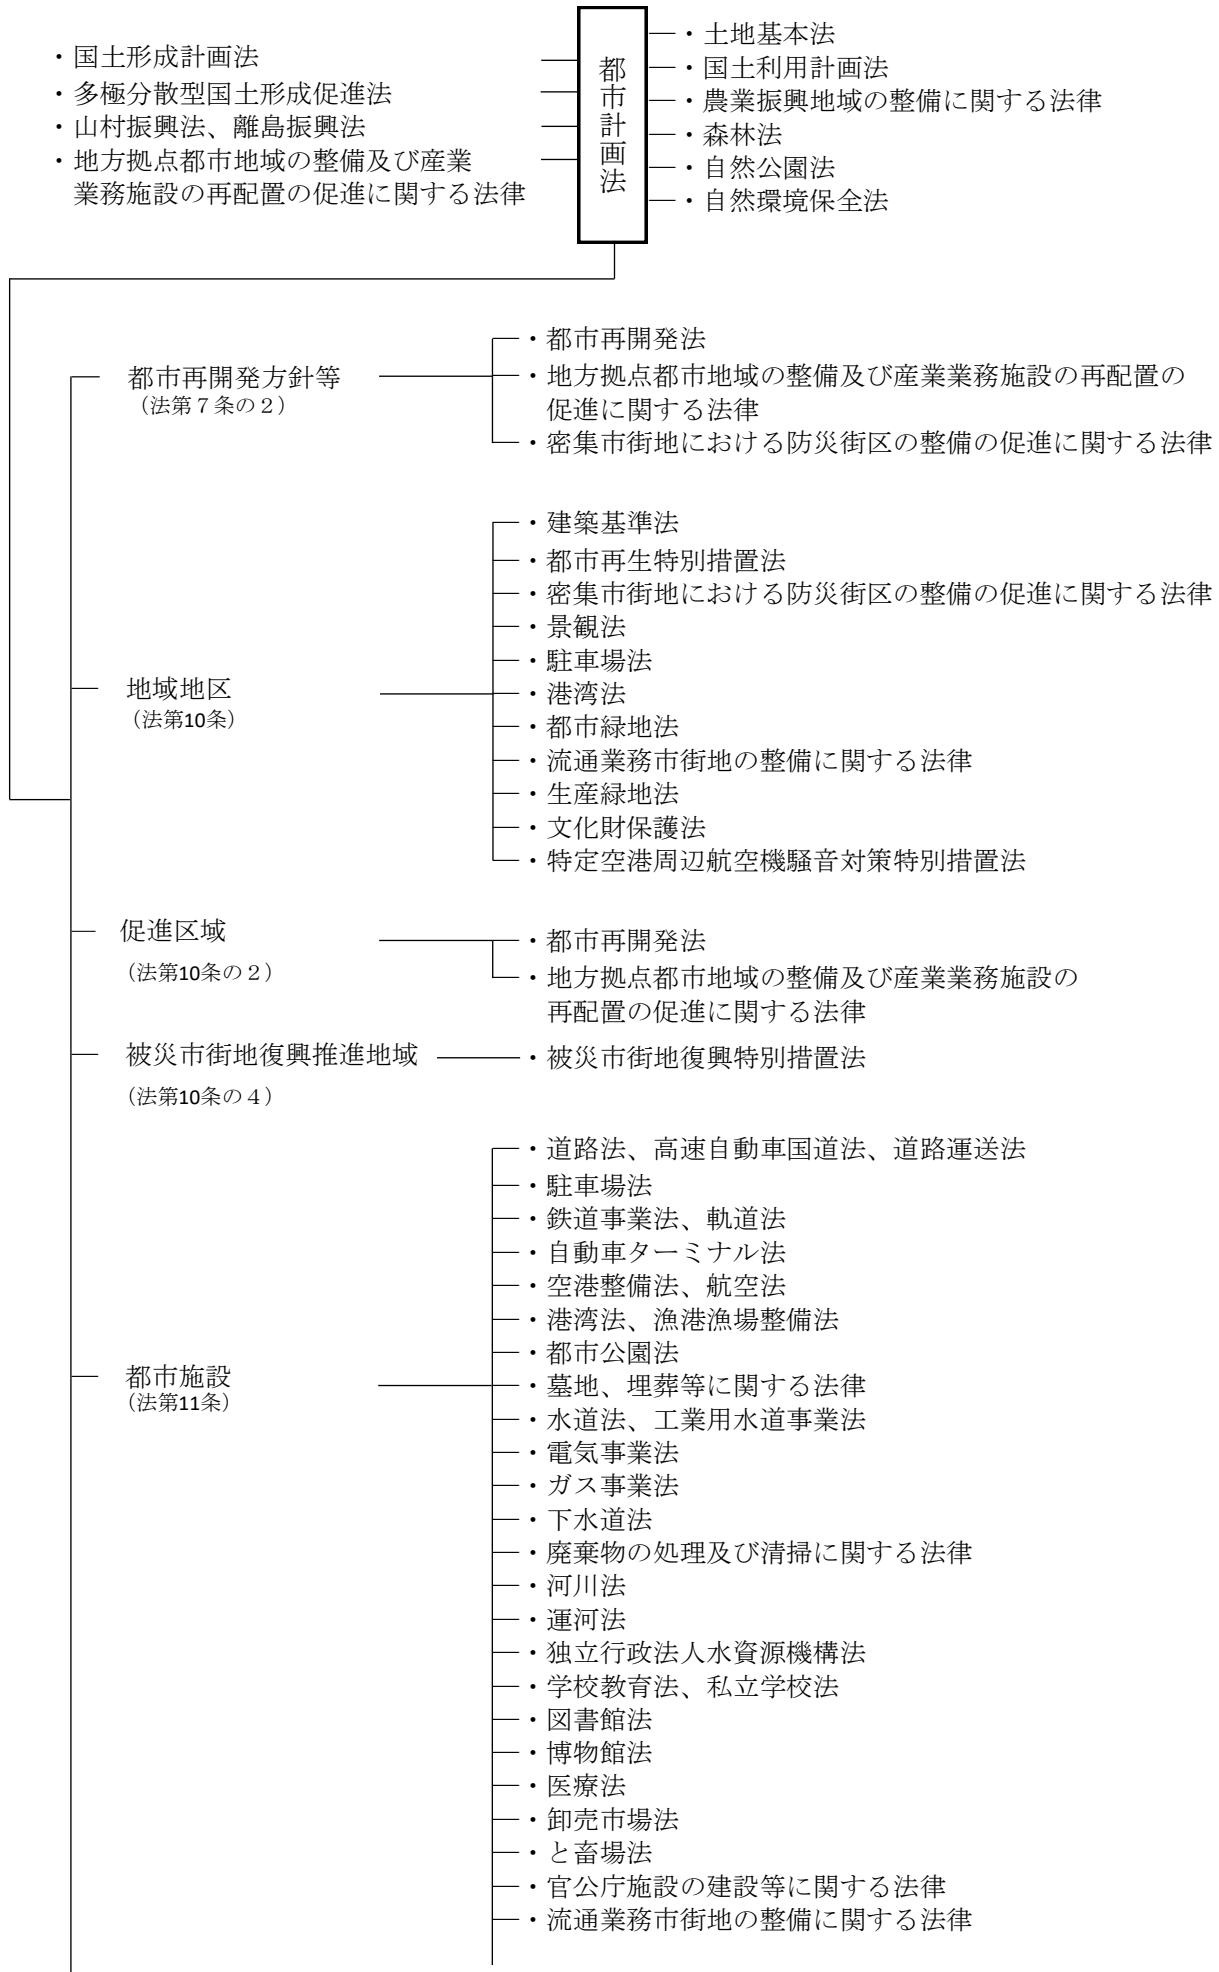 ・国土形成計画法
・多極分散型国土形成促進法
・山村振興法、離島振興法
・地方拠点都市地域の整備及び産業
業務施設の再配置の促進に関する法律
都市計画法
・土地基本法
・国土利用計画法
・農業振興地域の整備に関する法律
・森林法
・自然公園法
・自然環境保全法
都市再開発方針等
（法第７条の２）
・都市再開発法
・地方拠点都市地域の整備及び産業業務施設の再配置の
促進に関する法律
・密集市街地における防災街区の整備の促進に関する法律
地域地区
（法第10条）
・建築基準法
・都市再生特別措置法
・密集市街地における防災街区の整備の促進に関する法律
・景観法
・駐車場法
・港湾法
・都市緑地法
・流通業務市街地の整備に関する法律
・生産緑地法
・文化財保護法
・特定空港周辺航空機騒音対策特別措置法
促進区域
（法第10条の２）
・都市再開発法
・地方拠点都市地域の整備及び産業業務施設の
再配置の促進に関する法律
被災市街地復興推進地域
（法第10条の４）
・被災市街地復興特別措置法
都市施設
（法第11条）
・道路法、高速自動車国道法、道路運送法
・駐車場法
・鉄道事業法、軌道法
・自動車ターミナル法
・空港整備法、航空法
・港湾法、漁港漁場整備法
・都市公園法
・墓地、埋葬等に関する法律
・水道法、工業用水道事業法
・電気事業法
・ガス事業法
・下水道法
・廃棄物の処理及び清掃に関する法律
・河川法
・運河法
・独立行政法人水資源機構法
・学校教育法、私立学校法
・図書館法
・博物館法
・医療法
・卸売市場法
・と畜場法
・官公庁施設の建設等に関する法律
・流通業務市街地の整備に関する法律